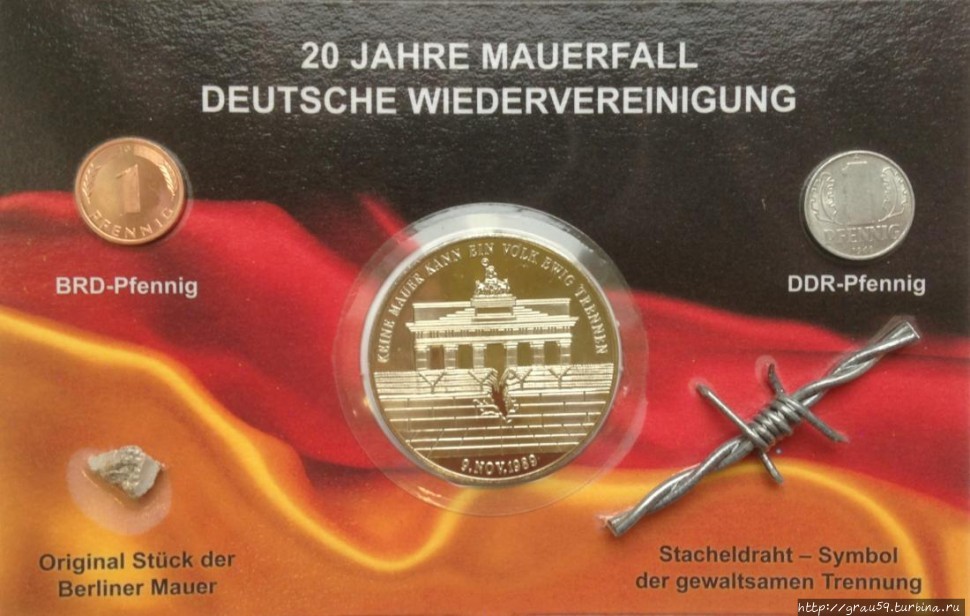 20 JAHRE MAUERFALL
DEUTSCHE WIEDERVEREINIGUNG
1
PFENNIG
BRD-Pfennig
1
PFENNIG
DDR-Pfennig
KEINE MAUER KANN EIN VOLK EWIG TRENNEN
9. NOV. 1989
Original Stück der
Berliner Mauer
Stacheldraht – Symbol
der gewaltsamen Trennung
http://grau59.turbina.ru